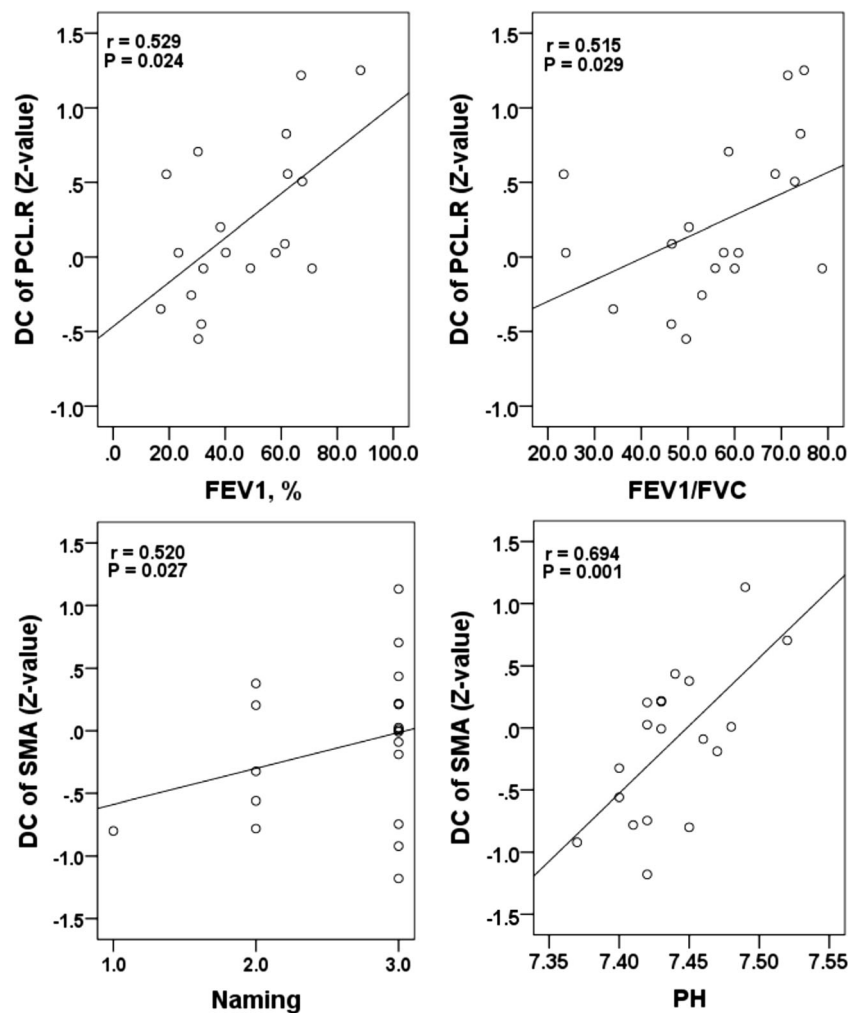 r = 0.529
P = 0.024
DC of PCL.R (Z-value)
1.5
1.0
.5
.0
-.5
-1.0
.0 20.0 40.0 60.0 80.0 100.0
FEV1, %
r = 0.515
P = 0.029
DC of PCL.R (Z-value)
1.5
1.0
.5
.0
-.5
-1.0
20.0 30.0 40.0 50.0 60.0 70.0 80.0
FEV1/FVC
r = 0.520
P = 0.027
DC of SMA (Z-value)
1.5
1.0
.5
.0
-.5
-1.0
-1.5
1.0 2.0 3.0
Naming
r = 0.694
P = 0.001
DC of SMA (Z-value)
1.5
1.0
.5
.0
-.5
-1.0
-1.5
7.35 7.40 7.45 7.50 7.55
PH